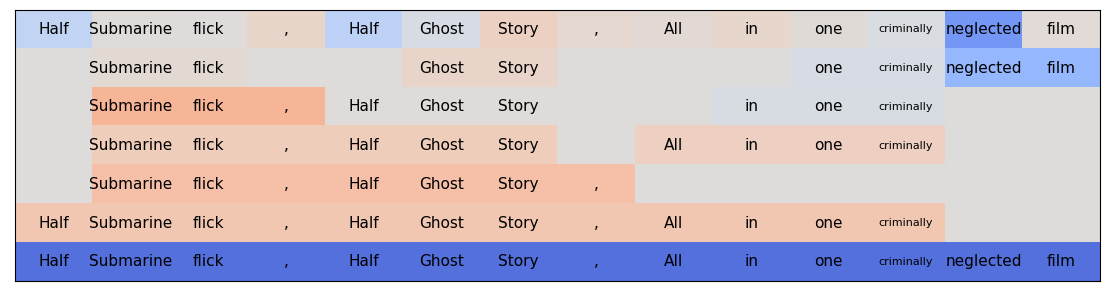 Half Submarine flick , Half Ghost Story , All in one criminally neglected film
Submarine flick Ghost Story one criminally neglected film
Submarine flick , Half Ghost Story in one criminally
Submarine flick , Half Ghost Story All in one criminally
Submarine flick , Half Ghost Story ,
Half Submarine flick , Half Ghost Story , All in one criminally
Half Submarine flick , Half Ghost Story , All in one criminally neglected film